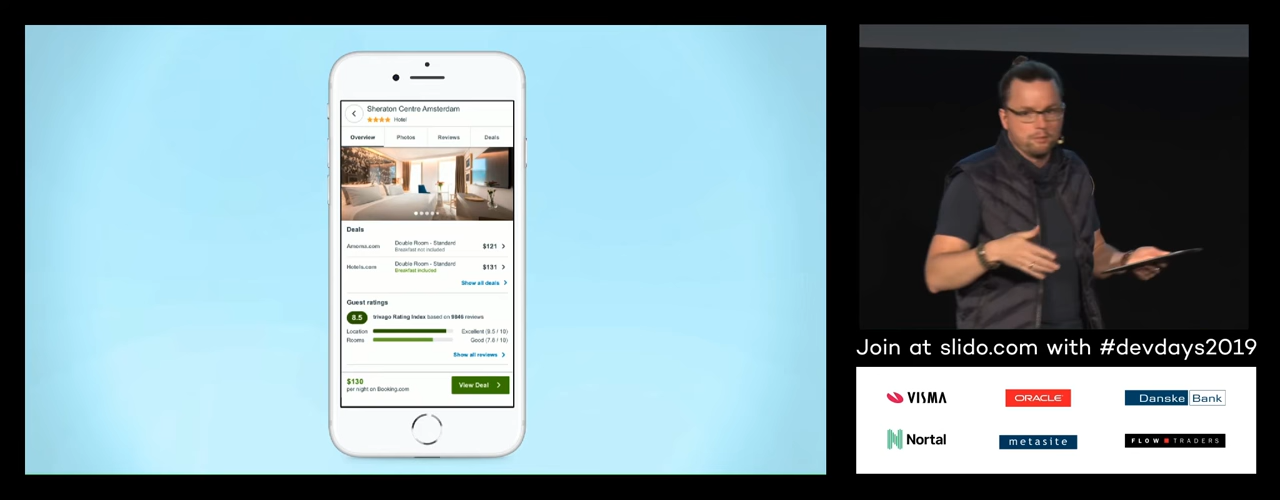 Sheraton Centre Amsterdam
Hotel
Overview Photos Reviews Deals
Deals
Amoma.com Double Room - Standard $121
Breakfast not included
Hotels.com Double Room - Standard $131
Breakfast included
Show all deals
Guest ratings
8.5 trivago Rating Index based on 9846 reviews
Location Excellent (9.5 / 10)
Rooms Good (7.8 / 10)
Show all reviews
$130
per night on Booking.com
View Deal
Join at slido.com with #devdays2019
VISMA ORACLE Danske Bank
Nortal metasite FLOW TRADERS